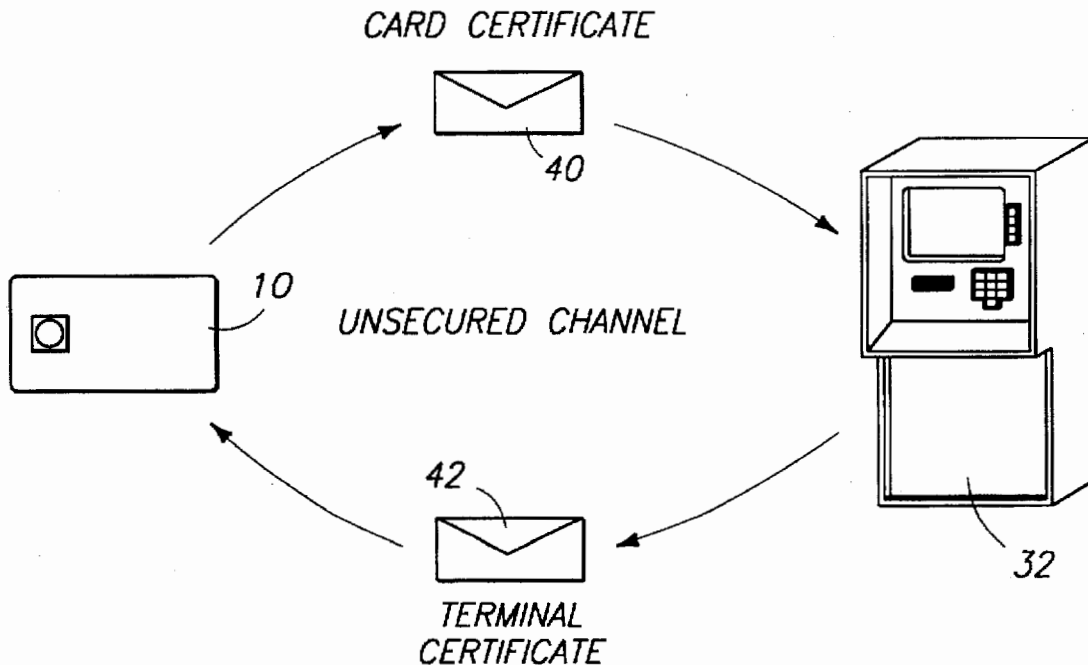 CARD CERTIFICATE
40
10
UNSECURED CHANNEL
42
32
TERMINAL
CERTIFICATE